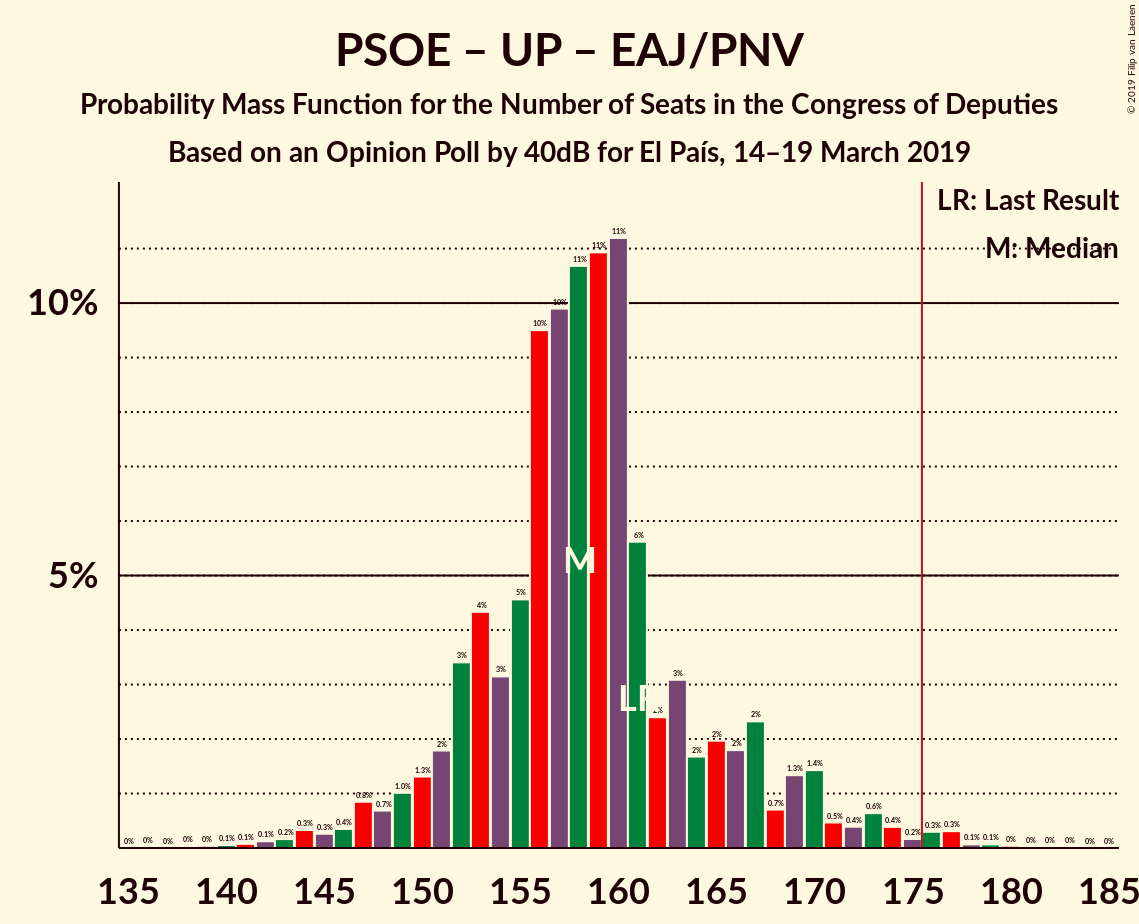 PSOE – UP – EAJ/PNV
Probability Mass Function for the Number of Seats in the Congress of Deputies
Based on an Opinion Poll by 40dB for El País, 14–19 March 2019
© 2019 Filip van Laenen
LR: Last Result
M: Median
10%
5%
0% 0% 0% 0% 0% 0.1% 0.1% 0.1% 0.2% 0.3% 0.3% 0.4% 0.8% 0.7% 1.0% 1.3% 2% 3% 4% 3% 5% 10% 10% 11% 11% 11% 6% 2% 3% 2% 2% 2% 2% 0.7% 1.3% 1.4% 0.5% 0.4% 0.6% 0.4% 0.2% 0.3% 0.3% 0.1% 0.1% 0% 0% 0% 0% 0% 0%
M
LR
135 140 145 150 155 160 165 170 175 180 185